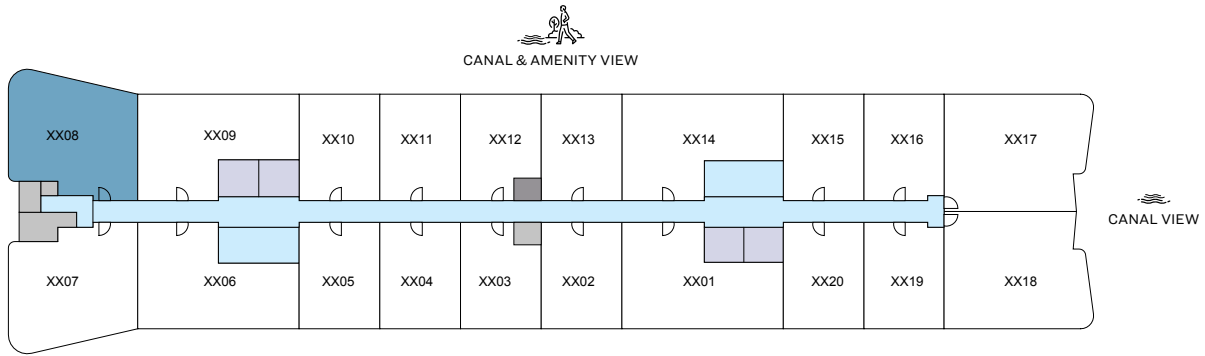 CANAL & AMENITY VIEW
XX08
XX09
XX10
XX11
XX12
XX13
XX14
XX15
XX16
XX17
CANAL VIEW
XX07
XX06
XX05
XX04
XX03
XX02
XX01
XX20
XX19
XX18